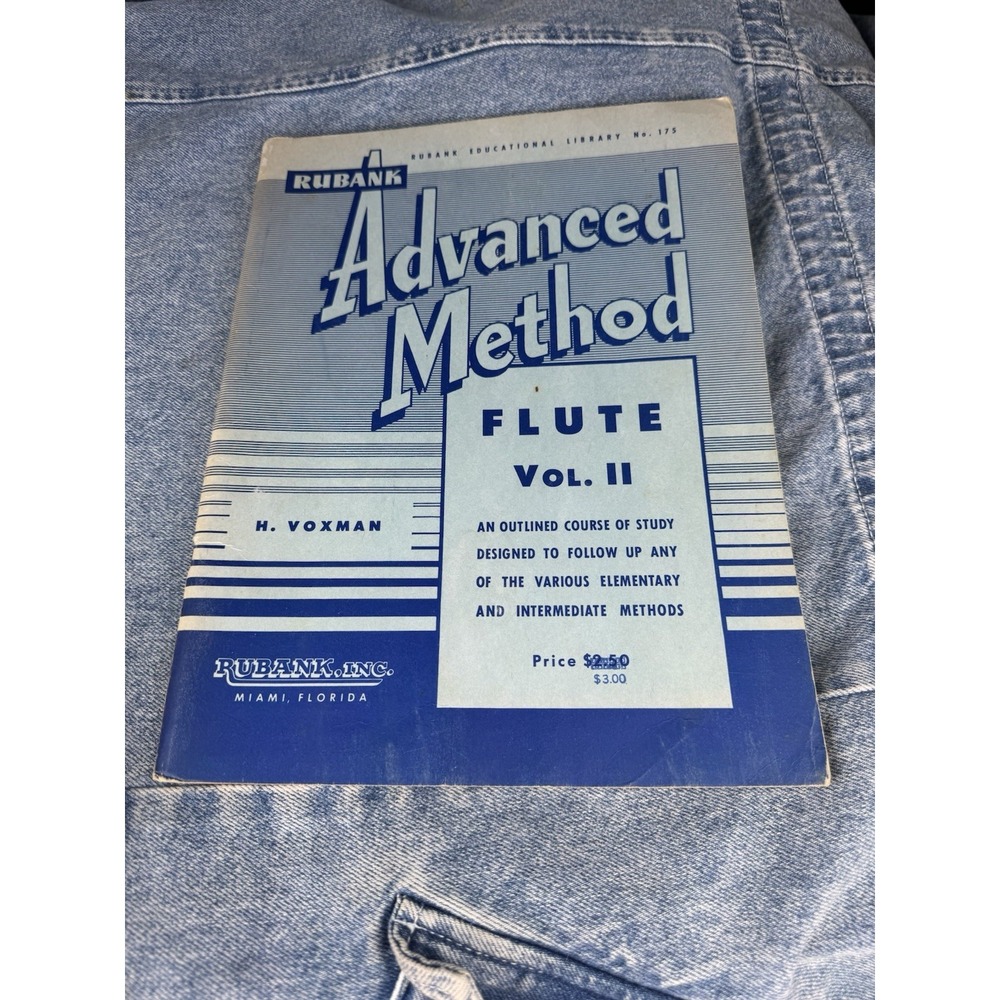 RUBANK EDUCATIONAL LIBRARY No. 175
RUBANK
Advanced
Method
FLUTE
VOL. II
H. VOXMAN
AN OUTLINED COURSE OF STUDY
DESIGNED TO FOLLOW UP ANY
OF THE VARIOUS ELEMENTARY
AND INTERMEDIATE METHODS
Price $2.50
$3.00
RUBANK, INC.
MIAMI, FLORIDA